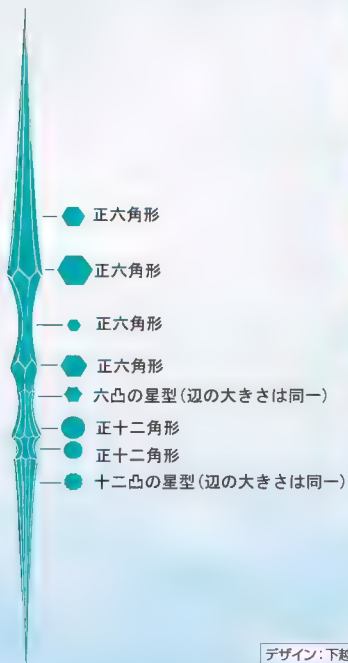 正六角形
正六角形
正六角形
正六角形
六凸の星型(辺の大きさは同一)
正十二角形
正十二角形
十二凸の星型(辺の大きさは同一)
デザイン:下越